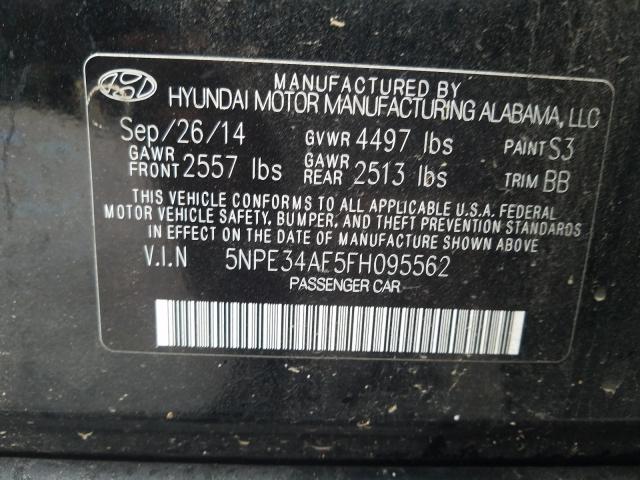 MANUFACTURED BY
HYUNDAI MOTOR MANUFACTURING ALABAMA, LLC
Sep/26/14 GVWR 4497 lbs PAINT S3
GAWR FRONT 2557 lbs GAWR REAR 2513 lbs TRIM BB
THIS VEHICLE CONFORMS TO ALL APPLICABLE U.S.A. FEDERAL
MOTOR VEHICLE SAFETY, BUMPER, AND THEFT PREVENTION STANDARDS
IN EFFECT ON THE DATE OF MANUFACTURE SHOWN ABOVE.
V.I.N 5NPE34AF5FH095562
PASSENGER CAR